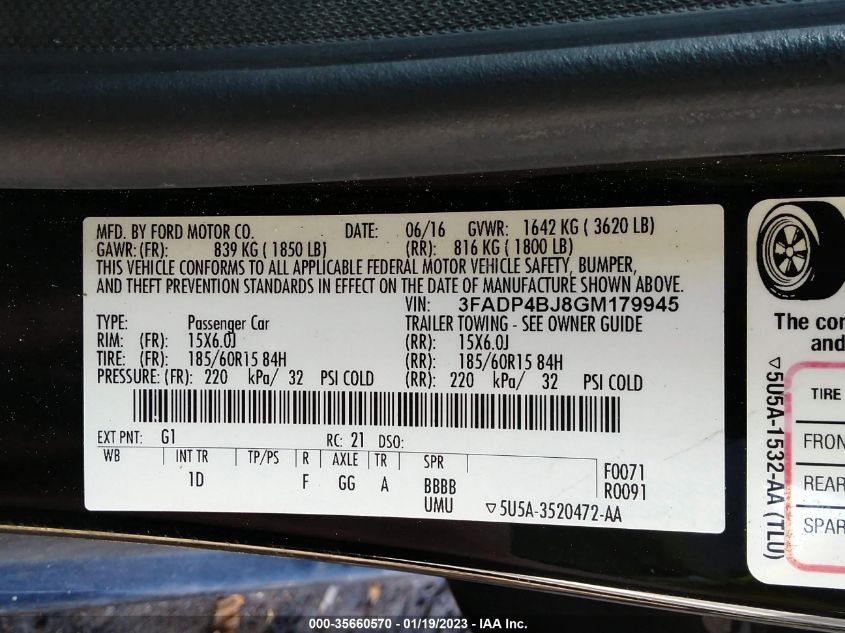 MFD. BY FORD MOTOR CO. DATE: 06/16 GVWR: 1642 KG ( 3620 LB)
GAWR:(FR): 839 KG ( 1850 LB) (RR): 816 KG ( 1800 LB)
THIS VEHICLE CONFORMS TO ALL APPLICABLE FEDERAL MOTOR VEHICLE SAFETY, BUMPER,
AND THEFT PREVENTION STANDARDS IN EFFECT ON THE DATE OF MANUFACTURE SHOWN ABOVE.
VIN: 3FADP4BJ8GM179945
TYPE: Passenger Car TRAILER TOWING - SEE OWNER GUIDE
RIM: (FR): 15X6.0J (RR): 15X6.0J
TIRE: (FR): 185/60R15 84H (RR): 185/60R15 84H
PRESSURE: (FR): 220 kPa/ 32 PSI COLD (RR): 220 kPa/ 32 PSI COLD
EXT PNT: G1 RC: 21 DSO:
WB INT TR TP/PS R AXLE TR SPR
1D F GG A BBBB
UMU
F0071
R0091
▽5U5A-3520472-AA
The con
and
▽5U5A-1532-AA (TLU)
TIRE
FRON
REAR
SPAR
000-35660570 - 01/19/2023 - IAA Inc.